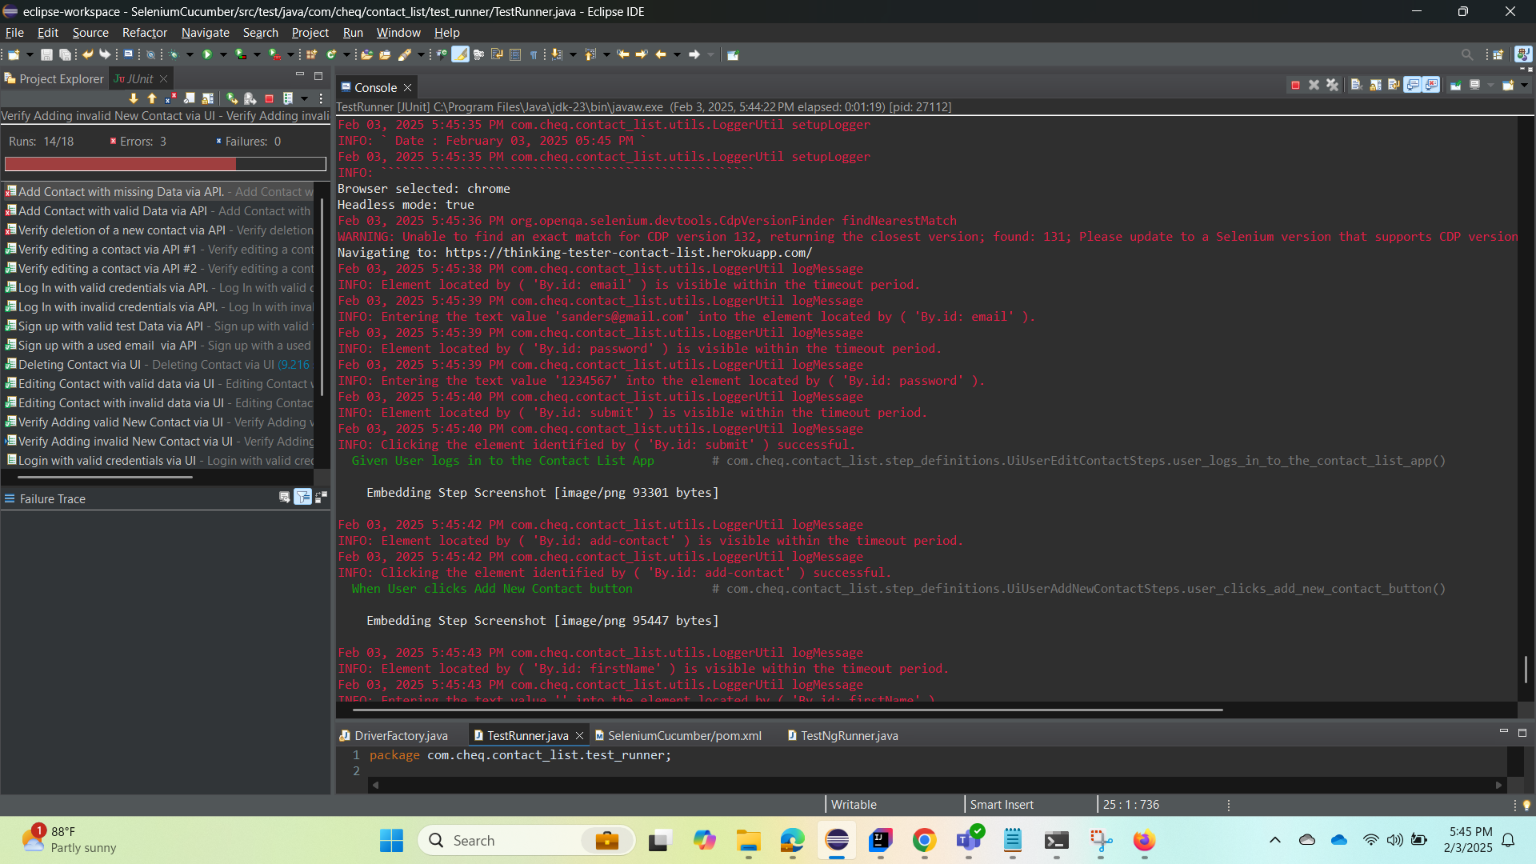 eclipse-workspace - SeleniumCucumber/src/test/java/com/cheq/contact_list/test_runner/TestRunner.java - Eclipse IDE
File Edit Source Refactor Navigate Search Project Run Window Help
Project Explorer JUnit
Verify Adding invalid New Contact via UI - Verify Adding invali
Runs: 14/18 Errors: 3 Failures: 0
Add Contact with missing Data via API. - Add Contact w
Add Contact with valid Data via API - Add Contact with
Verify deletion of a new contact via API - Verify deletion
Verify editing a contact via API #1 - Verify editing a cont
Verify editing a contact via API #2 - Verify editing a cont
Log In with valid credentials via API. - Log In with valid c
Log In with invalid credentials via API. - Log In with inva
Sign up with valid test Data via API - Sign up with valid
Sign up with a used email via API - Sign up with a used
Deleting Contact via UI - Deleting Contact via UI (9.216
Editing Contact with valid data via UI - Editing Contact
Editing Contact with invalid data via UI - Editing Contac
Verify Adding valid New Contact via UI - Verify Adding v
Verify Adding invalid New Contact via UI - Verify Adding
Login with valid credentials via UI - Login with valid cred
Failure Trace
Console
TestRunner [JUnit] C:\Program Files\Java\jdk-23\bin\javaw.exe (Feb 3, 2025, 5:44:22 PM elapsed: 0:01:19) [pid: 27112]
Feb 03, 2025 5:45:35 PM com.cheq.contact_list.utils.LoggerUtil setupLogger
INFO: ` Date : February 03, 2025 05:45 PM `
Feb 03, 2025 5:45:35 PM com.cheq.contact_list.utils.LoggerUtil setupLogger
INFO: ````````````````````````````````````````````````````
Browser selected: chrome
Headless mode: true
Feb 03, 2025 5:45:36 PM org.openqa.selenium.devtools.CdpVersionFinder findNearestMatch
WARNING: Unable to find an exact match for CDP version 132, returning the closest version; found: 131; Please update to a Selenium version that supports CDP version
Navigating to: https://thinking-tester-contact-list.herokuapp.com/
Feb 03, 2025 5:45:38 PM com.cheq.contact_list.utils.LoggerUtil logMessage
INFO: Element located by ( 'By.id: email' ) is visible within the timeout period.
Feb 03, 2025 5:45:39 PM com.cheq.contact_list.utils.LoggerUtil logMessage
INFO: Entering the text value 'sanders@gmail.com' into the element located by ( 'By.id: email' ).
Feb 03, 2025 5:45:39 PM com.cheq.contact_list.utils.LoggerUtil logMessage
INFO: Element located by ( 'By.id: password' ) is visible within the timeout period.
Feb 03, 2025 5:45:39 PM com.cheq.contact_list.utils.LoggerUtil logMessage
INFO: Entering the text value '1234567' into the element located by ( 'By.id: password' ).
Feb 03, 2025 5:45:40 PM com.cheq.contact_list.utils.LoggerUtil logMessage
INFO: Element located by ( 'By.id: submit' ) is visible within the timeout period.
Feb 03, 2025 5:45:40 PM com.cheq.contact_list.utils.LoggerUtil logMessage
INFO: Clicking the element identified by ( 'By.id: submit' ) successful.
Given User logs in to the Contact List App # com.cheq.contact_list.step_definitions.UiUserEditContactSteps.user_logs_in_to_the_contact_list_app()
Embedding Step Screenshot [image/png 93301 bytes]
Feb 03, 2025 5:45:42 PM com.cheq.contact_list.utils.LoggerUtil logMessage
INFO: Element located by ( 'By.id: add-contact' ) is visible within the timeout period.
Feb 03, 2025 5:45:42 PM com.cheq.contact_list.utils.LoggerUtil logMessage
INFO: Clicking the element identified by ( 'By.id: add-contact' ) successful.
When User clicks Add New Contact button # com.cheq.contact_list.step_definitions.UiUserAddNewContactSteps.user_clicks_add_new_contact_button()
Embedding Step Screenshot [image/png 95447 bytes]
Feb 03, 2025 5:45:43 PM com.cheq.contact_list.utils.LoggerUtil logMessage
INFO: Element located by ( 'By.id: firstName' ) is visible within the timeout period.
Feb 03, 2025 5:45:43 PM com.cheq.contact_list.utils.LoggerUtil logMessage
INFO: Entering the text value '' into the element located by ( 'By.id: firstName' )
DriverFactory.java TestRunner.java SeleniumCucumber/pom.xml TestNgRunner.java
1 package com.cheq.contact_list.test_runner;
2
Writable Smart Insert 25 : 1 : 736
1
88°F
Partly sunny
Search
5:45 PM
2/3/2025